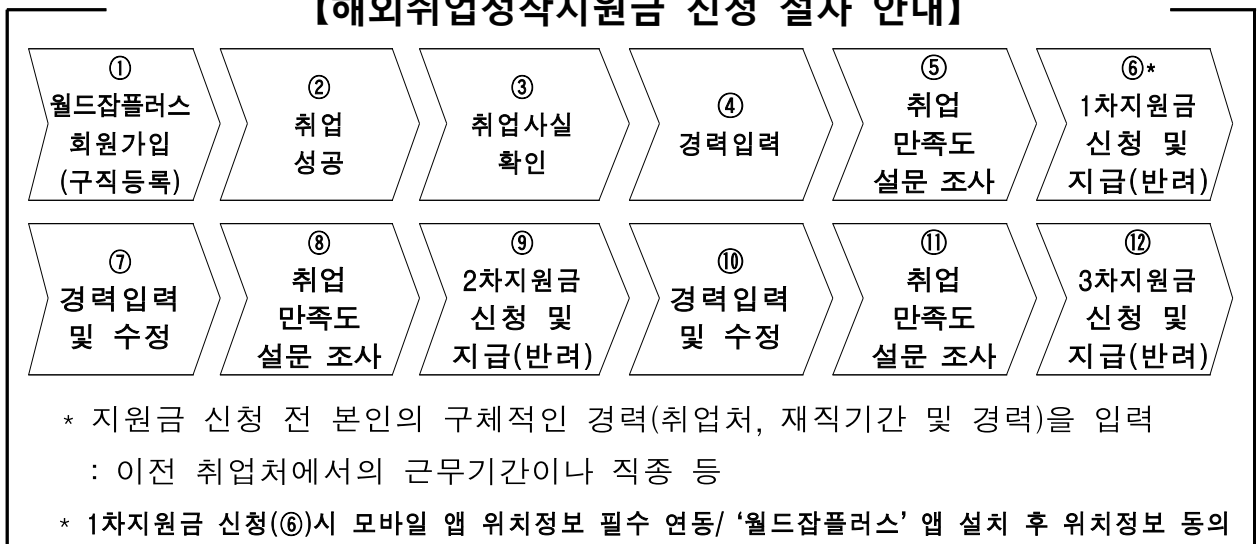 【해외취업정착지원금 신청 절차 안내】
①
월드잡플러스
회원가입
(구직등록)
②
취업
성공
③
취업사실
확인
④
경력입력
⑤
취업
만족도
설문 조사
⑥*
1차지원금
신청 및
지급(반려)
⑦
경력입력
및 수정
⑧
취업
만족도
설문 조사
⑨
2차지원금
신청 및
지급(반려)
⑩
경력입력
및 수정
⑪
취업
만족도
설문 조사
⑫
3차지원금
신청 및
지급(반려)
* 지원금 신청 전 본인의 구체적인 경력(취업처, 재직기간 및 경력)을 입력
: 이전 취업처에서의 근무기간이나 직종 등
* 1차지원금 신청(⑥)시 모바일 앱 위치정보 필수 연동/ ‘월드잡플러스’ 앱 설치 후 위치정보 동의